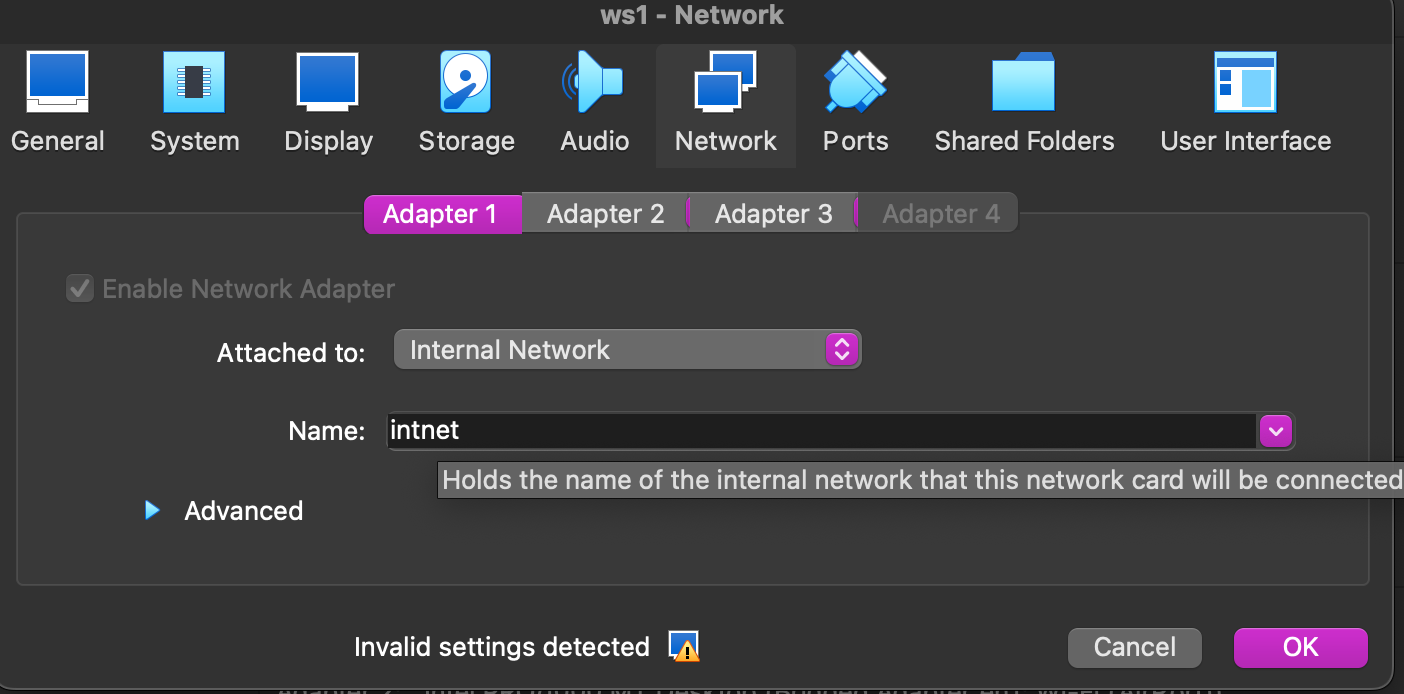 ws1 - Network
General System Display Storage Audio Network Ports Shared Folders User Interface
Adapter 1 Adapter 2 Adapter 3 Adapter 4
Enable Network Adapter
Attached to: Internal Network
Name: intnet
Holds the name of the internal network that this network card will be connected
Advanced
Invalid settings detected
Cancel OK